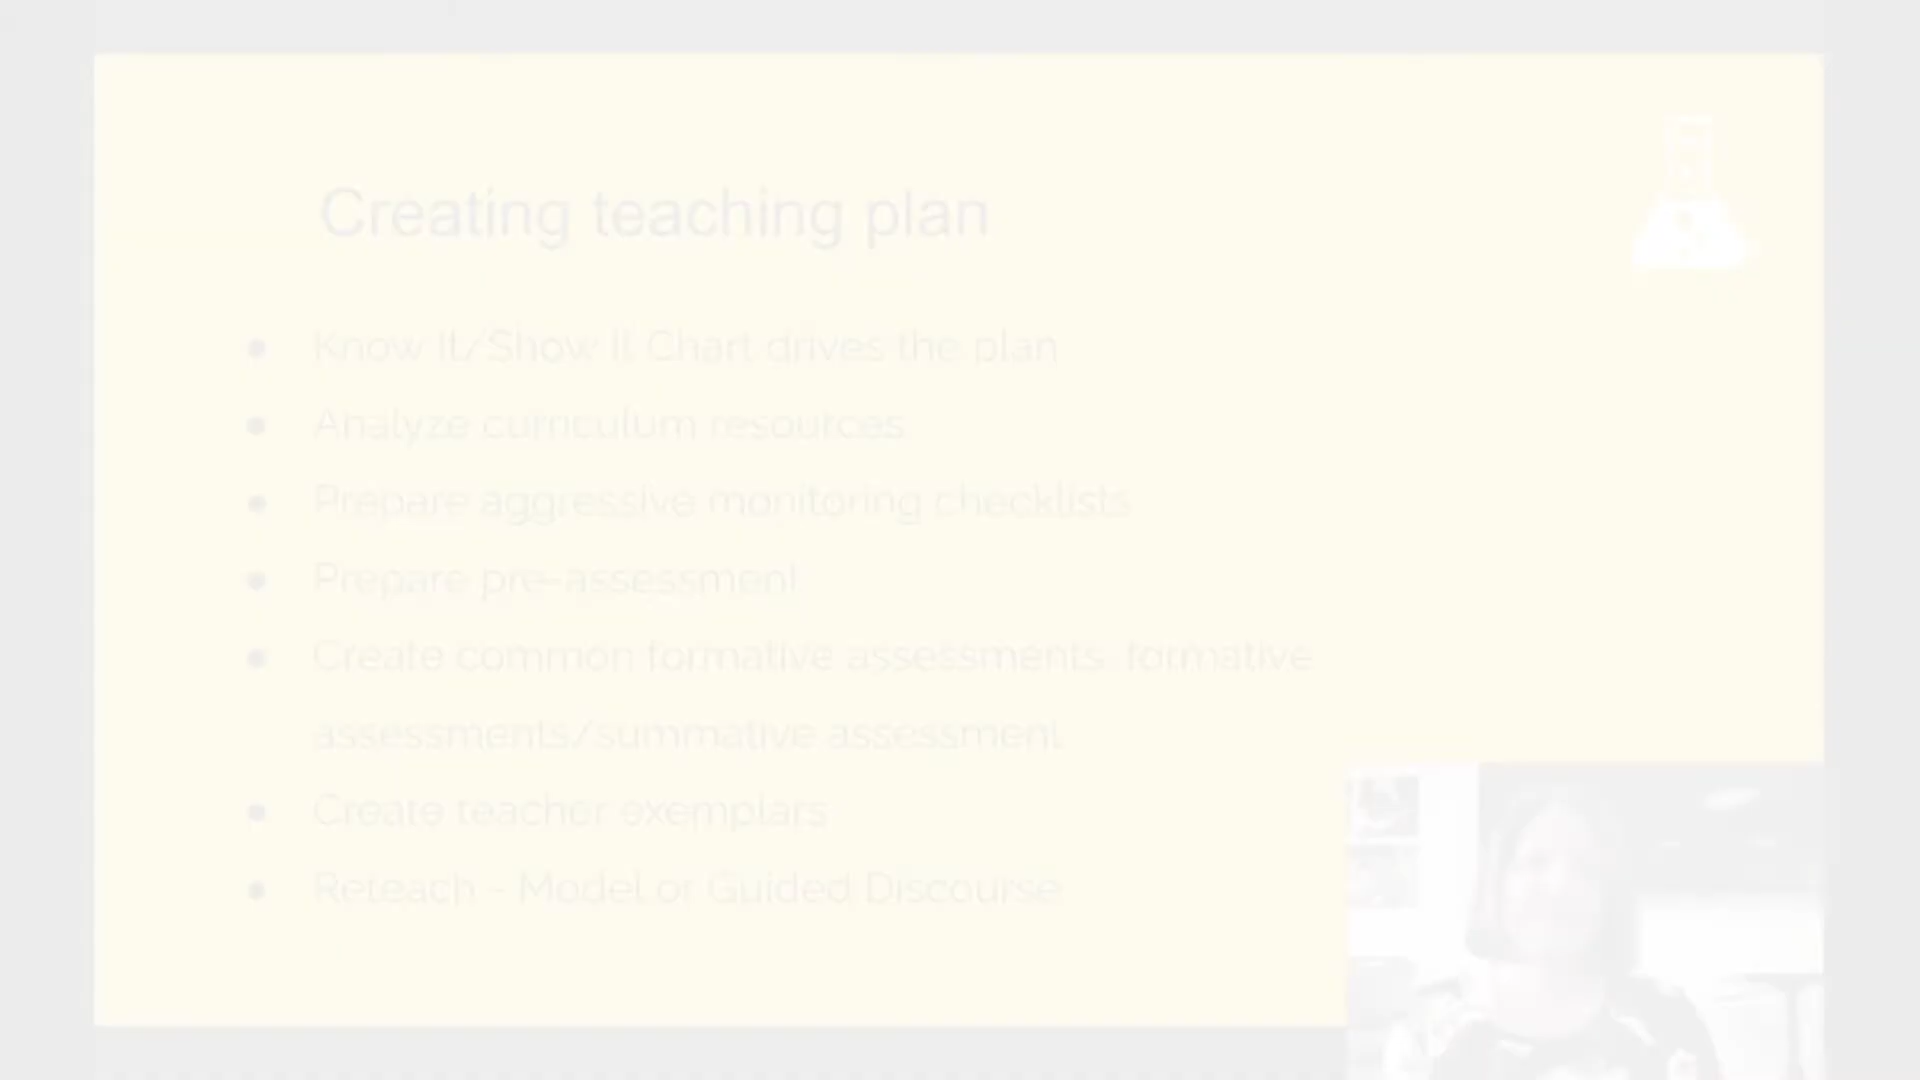 Creating teaching plan
● Know It/Show It Chart drives the plan
● Analyze curriculum resources
● Prepare aggressive monitoring checklists
● Prepare pre-assessment
● Create common formative assessments, formative
assessments/summative assessment
● Create teacher exemplars
● Reteach - Model or Guided Discourse